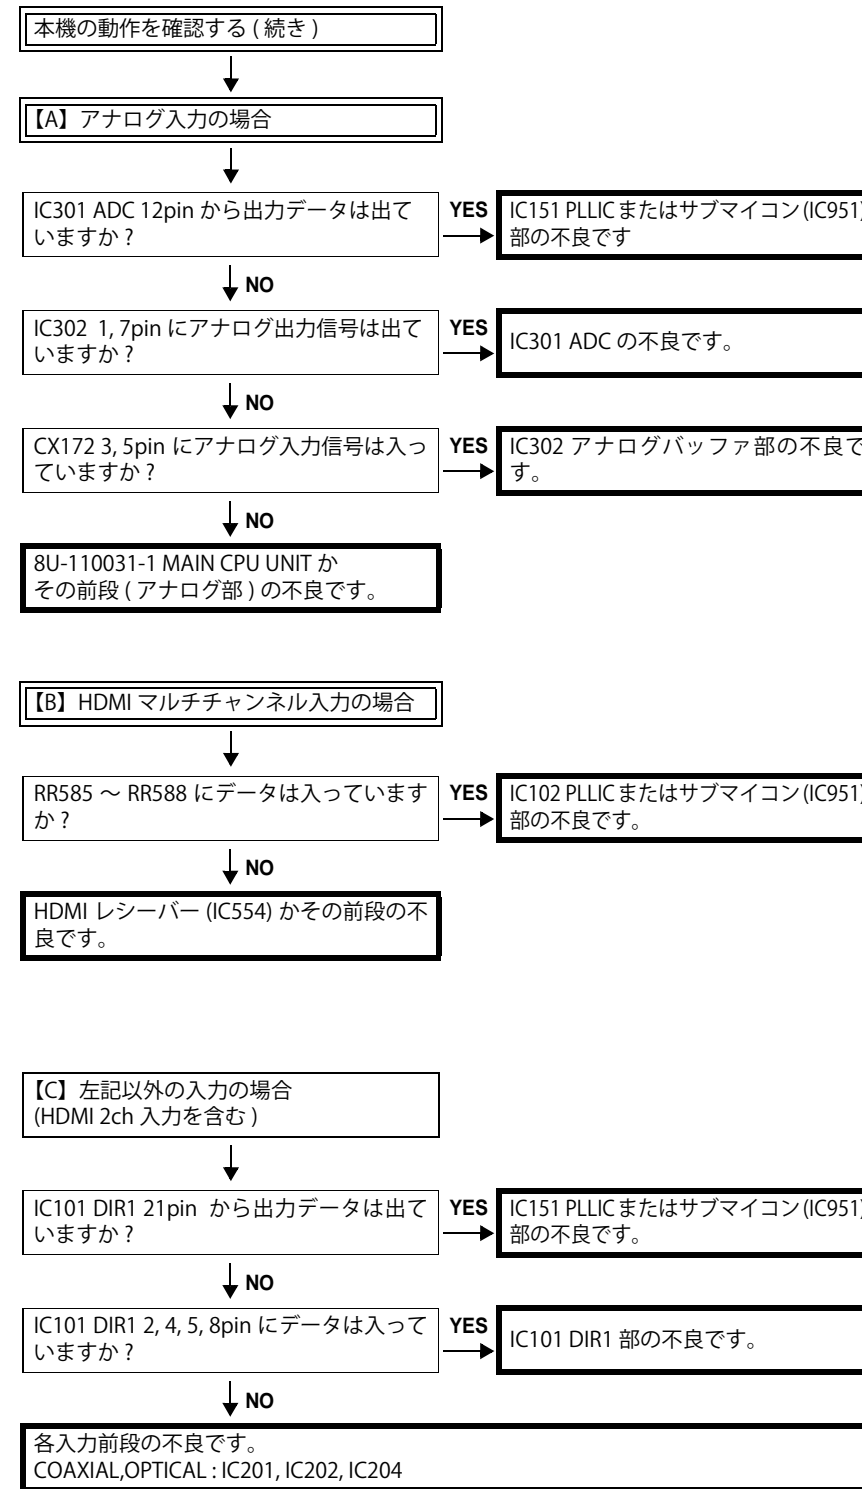 本機の動作を確認する ( 続き )
【A】アナログ入力の場合
IC301 ADC 12pin から出力データは出て
いますか ?
YES
IC151 PLLICまたはサブマイコン(IC951)
部の不良です
NO
IC302 1, 7pin にアナログ出力信号は出て
いますか ?
YES
IC301 ADC の不良です。
NO
CX172 3, 5pin にアナログ入力信号は入っ
ていますか ?
YES
IC302 アナログバッファ部の不良で
す。
NO
8U-110031-1 MAIN CPU UNIT か
その前段 ( アナログ部 ) の不良です。
【B】HDMI マルチチャンネル入力の場合
RR585 ~ RR588 にデータは入っています
か ?
YES
IC102 PLLICまたはサブマイコン(IC951)
部の不良です。
NO
HDMI レシーバー (IC554) かその前段の不
良です。
【C】左記以外の入力の場合
(HDMI 2ch 入力を含む )
IC101 DIR1 21pin から出力データは出て
いますか ?
YES
IC151 PLLICまたはサブマイコン(IC951)
部の不良です。
NO
IC101 DIR1 2, 4, 5, 8pin にデータは入って
いますか ?
YES
IC101 DIR1 部の不良です。
NO
各入力前段の不良です。
COAXIAL,OPTICAL : IC201, IC202, IC204